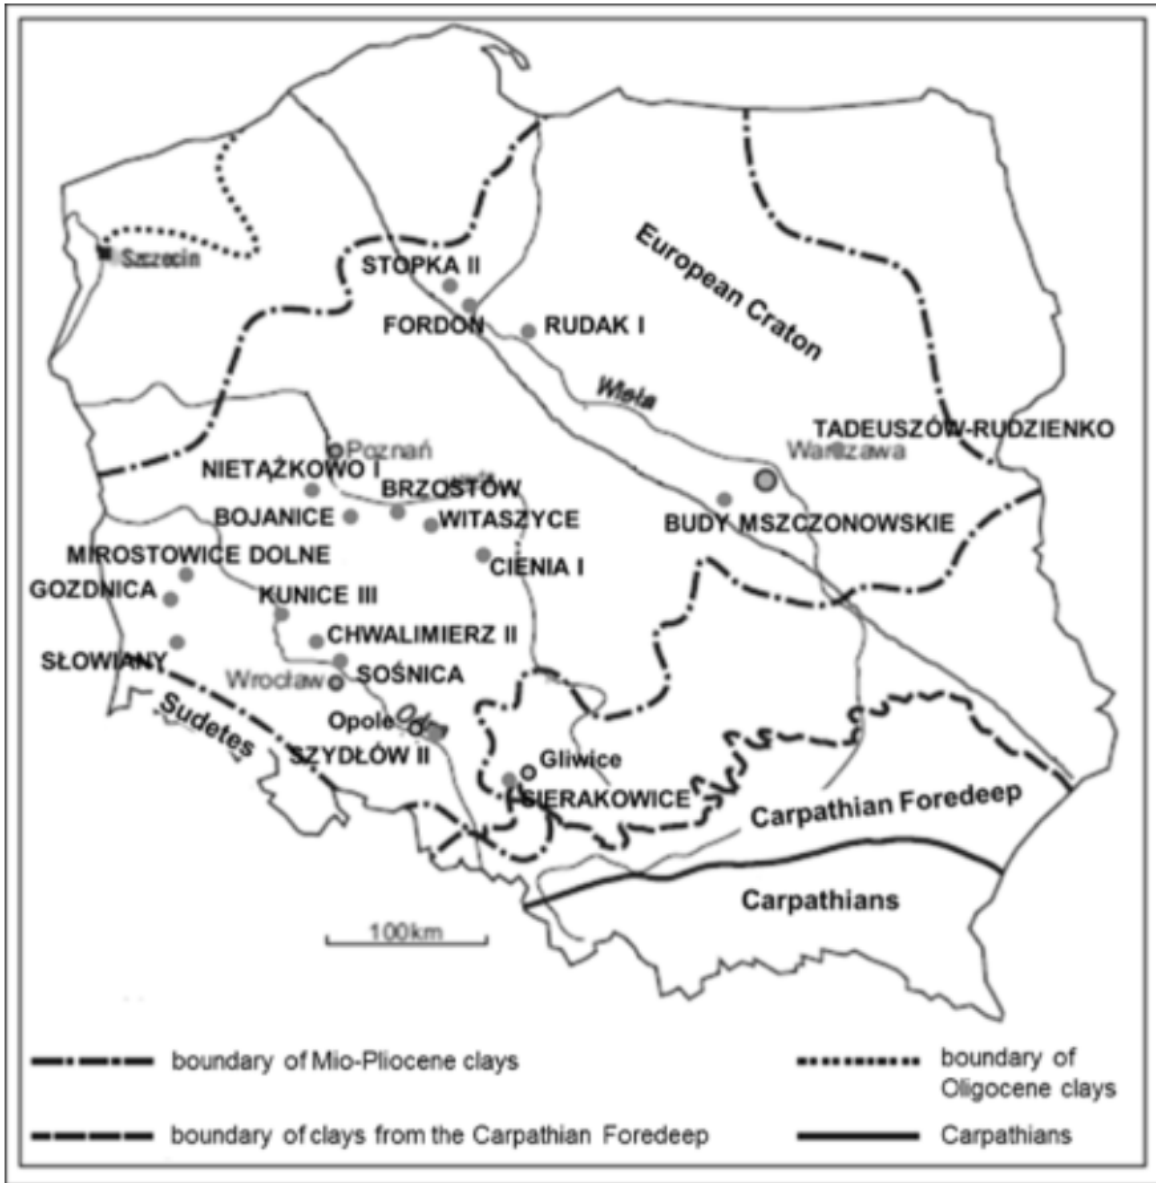 Szczecin
STOPKA II
FORDON
RUDAK I
European Craton
Wisła
TADEUSZÓW-RUDZIENKO
Warszawa
Poznań
NIETĄŻKOWO I
BRZOSTÓW
BOJANICE
WITASZYCE
BUDY MSZCZONOWSKIE
MIROSTOWICE DOLNE
CIENIA I
GOZDNICA
KUNICE III
CHWALIMIERZ II
SŁOWIANY
SOŚNICA
Wrocław
Sudetes
Opole
Odra
SZYDŁÓW II
Gliwice
SIERAKOWICE
Carpathian Foredeep
Carpathians
100km
boundary of Mio-Pliocene clays
boundary of
Oligocene clays
boundary of clays from the Carpathian Foredeep
Carpathians